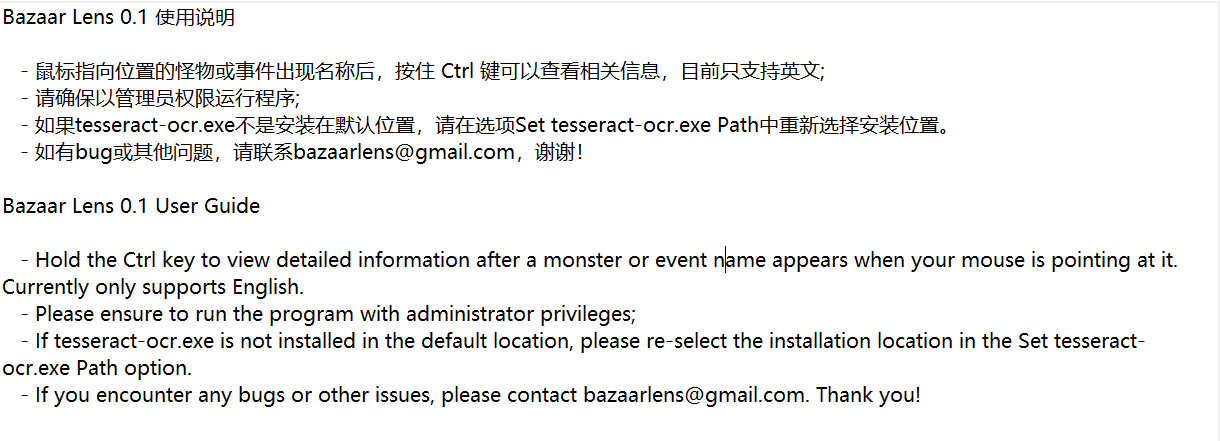 Bazaar Lens 0.1 使用说明
- 鼠标指向位置的怪物或事件出现名称后，按住 Ctrl 键可以查看相关信息，目前只支持英文;
- 请确保以管理员权限运行程序;
- 如果tesseract-ocr.exe不是安装在默认位置，请在选项Set tesseract-ocr.exe Path中重新选择安装位置。
- 如有bug或其他问题，请联系bazaarlens@gmail.com，谢谢！
Bazaar Lens 0.1 User Guide
- Hold the Ctrl key to view detailed information after a monster or event name appears when your mouse is pointing at it.
Currently only supports English.
- Please ensure to run the program with administrator privileges;
- If tesseract-ocr.exe is not installed in the default location, please re-select the installation location in the Set tesseract-
ocr.exe Path option.
- If you encounter any bugs or other issues, please contact bazaarlens@gmail.com. Thank you!